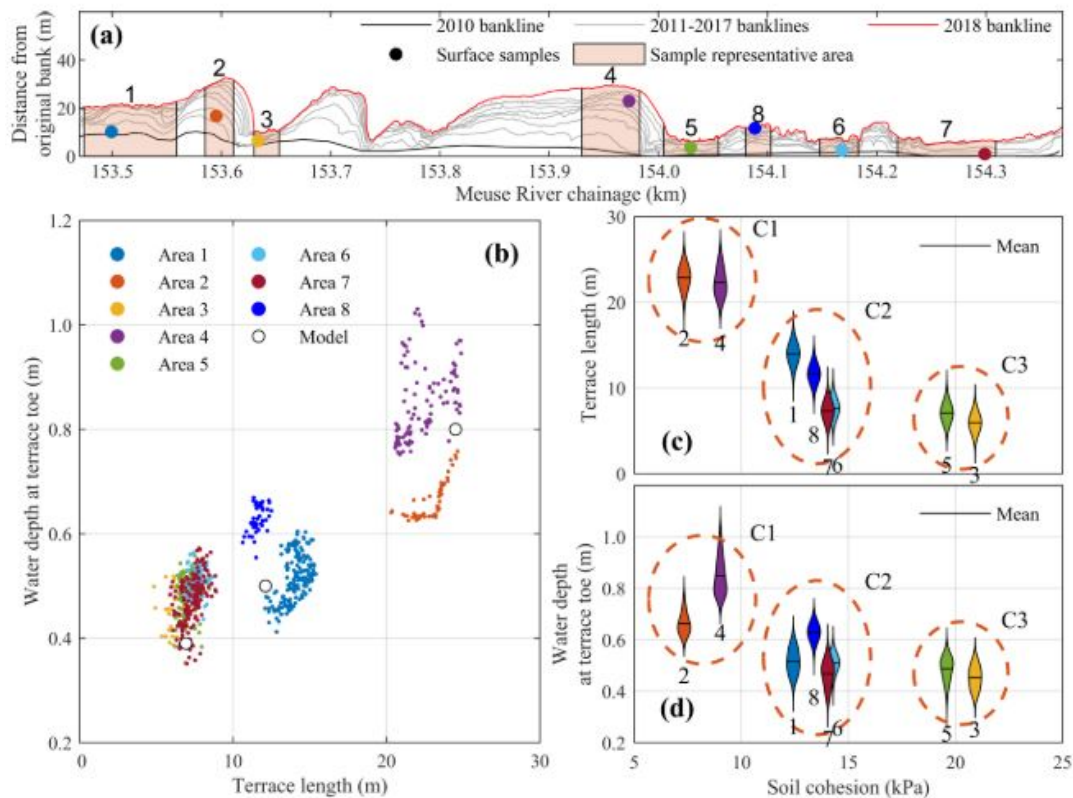 (a)
2010 bankline
2011-2017 banklines
2018 bankline
Surface samples
Sample representative area
Distance from
original bank (m)
40
20
0
1
2
3
4
5
8
6
7
153.5
153.6
153.7
153.8
153.9
154.0
154.1
154.2
154.3
Meuse River chainage (km)
(b)
Area 1
Area 2
Area 3
Area 4
Area 5
Area 6
Area 7
Area 8
Model
Water depth at terrace toe (m)
1.2
1.0
0.8
0.6
0.4
0.2
0
10
20
30
Terrace length (m)
(c)
Mean
C1
C2
C3
Terrace length (m)
30
20
10
0
2
4
1
8
7
6
5
3
(d)
Mean
C1
C2
C3
Water depth
at terrace toe (m)
1.0
0.8
0.6
0.4
0.2
2
4
1
8
7
6
5
3
5
10
15
20
25
Soil cohesion (kPa)